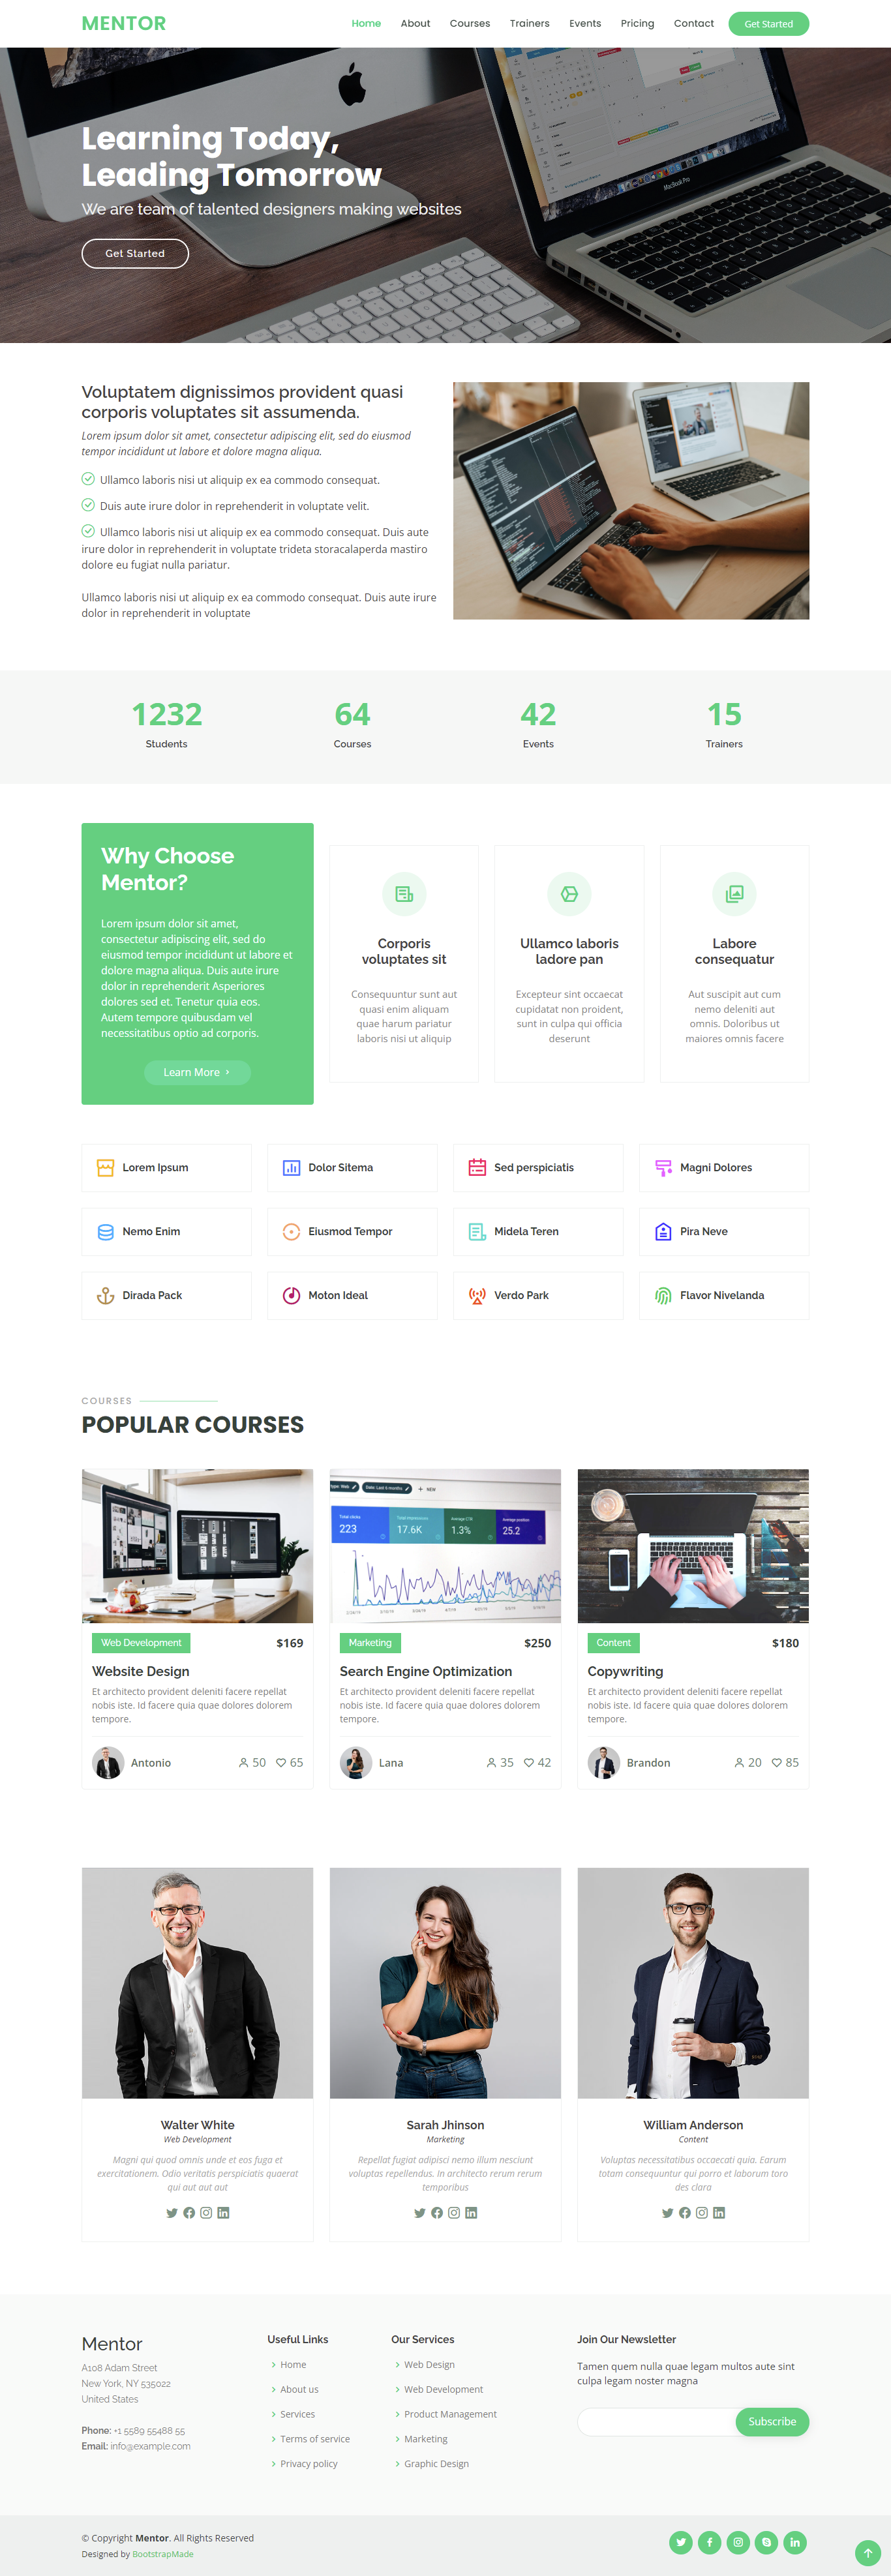 MENTOR
Home About Courses Trainers Events Pricing Contact Get Started
Learning Today,
Leading Tomorrow
We are team of talented designers making websites
Get Started
MacBook Pro
Voluptatem dignissimos provident quasi
corporis voluptates sit assumenda.
Lorem ipsum dolor sit amet, consectetur adipiscing elit, sed do eiusmod
tempor incididunt ut labore et dolore magna aliqua.
Ullamco laboris nisi ut aliquip ex ea commodo consequat.
Duis aute irure dolor in reprehenderit in voluptate velit.
Ullamco laboris nisi ut aliquip ex ea commodo consequat. Duis aute
irure dolor in reprehenderit in voluptate trideta storacalaperda mastiro
dolore eu fugiat nulla pariatur.
Ullamco laboris nisi ut aliquip ex ea commodo consequat. Duis aute irure
dolor in reprehenderit in voluptate
1232 64 42 15
Students Courses Events Trainers
Why Choose
Mentor?
Lorem ipsum dolor sit amet,
consectetur adipiscing elit, sed do
eiusmod tempor incididunt ut labore et
dolore magna aliqua. Duis aute irure
dolor in reprehenderit Asperiores
dolores sed et. Tenetur quia eos.
Autem tempore quibusdam vel
necessitatibus optio ad corporis.
Learn More
Corporis
voluptates sit
Consequuntur sunt aut
quasi enim aliquam
quae harum pariatur
laboris nisi ut aliquip
Ullamco laboris
ladore pan
Excepteur sint occaecat
cupidatat non proident,
sunt in culpa qui officia
deserunt
Labore
consequatur
Aut suscipit aut cum
nemo deleniti aut
omnis. Doloribus ut
maiores omnis facere
Lorem Ipsum Dolor Sitema Sed perspiciatis Magni Dolores
Nemo Enim Eiusmod Tempor Midela Teren Pira Neve
Dirada Pack Moton Ideal Verdo Park Flavor Nivelanda
COURSES
POPULAR COURSES
Web Development $169
Website Design
Et architecto provident deleniti facere repellat
nobis iste. Id facere quia quae dolores dolorem
tempore.
Antonio 50 65
NEW
Total clicks Total impressions Average CTR Average position
223 17.6K 1.3% 25.2
Marketing $250
Search Engine Optimization
Et architecto provident deleniti facere repellat
nobis iste. Id facere quia quae dolores dolorem
tempore.
Lana 35 42
Content $180
Copywriting
Et architecto provident deleniti facere repellat
nobis iste. Id facere quia quae dolores dolorem
tempore.
Brandon 20 85
Walter White
Web Development
Magni qui quod omnis unde et eos fuga et
exercitationem. Odio veritatis perspiciatis quaerat
qui aut aut aut
Sarah Jhinson
Marketing
Repellat fugiat adipisci nemo illum nesciunt
voluptas repellendus. In architecto rerum rerum
temporibus
William Anderson
Content
Voluptas necessitatibus occaecati quia. Earum
totam consequuntur qui porro et laborum toro
des clara
Mentor
A108 Adam Street
New York, NY 535022
United States
Phone: +1 5589 55488 55
Email: info@example.com
Useful Links
Home
About us
Services
Terms of service
Privacy policy
Our Services
Web Design
Web Development
Product Management
Marketing
Graphic Design
Join Our Newsletter
Tamen quem nulla quae legam multos aute sint
culpa legam noster magna
Subscribe
© Copyright Mentor. All Rights Reserved
Designed by BootstrapMade